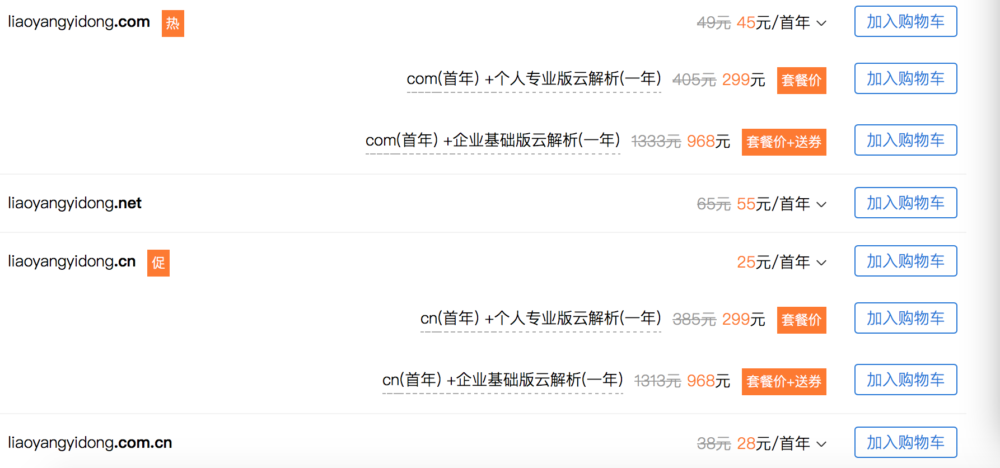 liaoyangyidong.com 热 49元 45元/首年 加入购物车
com(首年) +个人专业版云解析(一年) 405元 299元 套餐价 加入购物车
com(首年) +企业基础版云解析(一年) 1333元 968元 套餐价+送券 加入购物车
liaoyangyidong.net 65元 55元/首年 加入购物车
liaoyangyidong.cn 促 25元/首年 加入购物车
cn(首年) +个人专业版云解析(一年) 385元 299元 套餐价 加入购物车
cn(首年) +企业基础版云解析(一年) 1313元 968元 套餐价+送券 加入购物车
liaoyangyidong.com.cn 38元 28元/首年 加入购物车